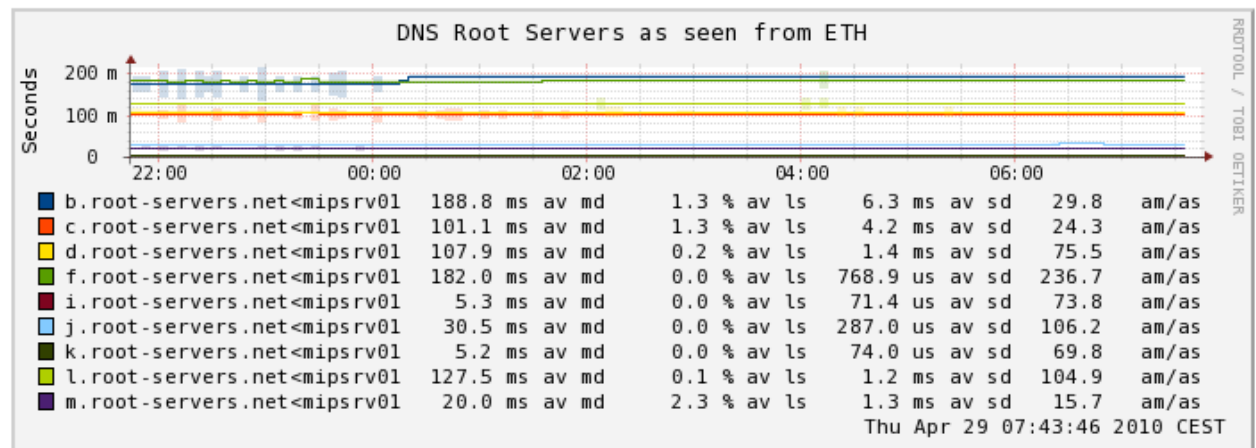 DNS Root Servers as seen from ETH
RRDTOOL / TOBI OETIKER
Seconds
200 m
100 m
0
22:00 00:00 02:00 04:00 06:00
b.root-servers.net<mipsrv01 188.8 ms av md 1.3 % av ls 6.3 ms av sd 29.8 am/as
c.root-servers.net<mipsrv01 101.1 ms av md 1.3 % av ls 4.2 ms av sd 24.3 am/as
d.root-servers.net<mipsrv01 107.9 ms av md 0.2 % av ls 1.4 ms av sd 75.5 am/as
f.root-servers.net<mipsrv01 182.0 ms av md 0.0 % av ls 768.9 us av sd 236.7 am/as
i.root-servers.net<mipsrv01 5.3 ms av md 0.0 % av ls 71.4 us av sd 73.8 am/as
j.root-servers.net<mipsrv01 30.5 ms av md 0.0 % av ls 287.0 us av sd 106.2 am/as
k.root-servers.net<mipsrv01 5.2 ms av md 0.0 % av ls 74.0 us av sd 69.8 am/as
l.root-servers.net<mipsrv01 127.5 ms av md 0.1 % av ls 1.2 ms av sd 104.9 am/as
m.root-servers.net<mipsrv01 20.0 ms av md 2.3 % av ls 1.3 ms av sd 15.7 am/as
Thu Apr 29 07:43:46 2010 CEST